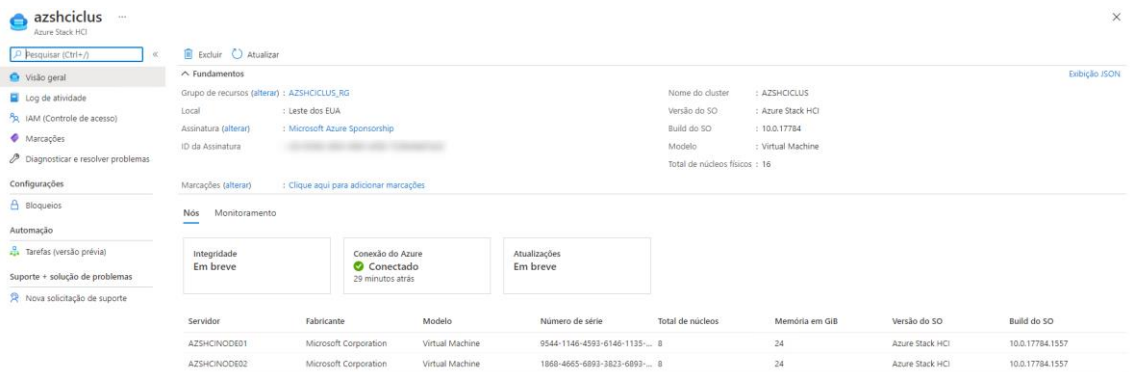 azshciclus ...
Azure Stack HCI
Pesquisar (Ctrl+/) «
Visão geral
Log de atividade
IAM (Controle de acesso)
Marcações
Diagnosticar e resolver problemas
Configurações
Bloqueios
Automação
Tarefas (versão prévia)
Suporte + solução de problemas
Nova solicitação de suporte
Excluir Atualizar
Fundamentos Exibição JSON
Grupo de recursos (alterar) : AZSHCICLUS_RG
Local : Leste dos EUA
Assinatura (alterar) : Microsoft Azure Sponsorship
ID da Assinatura :
Nome do cluster : AZSHCICLUS
Versão do SO : Azure Stack HCI
Build do SO : 10.0.17784
Modelo : Virtual Machine
Total de núcleos físicos : 16
Marcações (alterar) : Clique aqui para adicionar marcações
Nós Monitoramento
Integridade
Em breve
Conexão do Azure
Conectado
29 minutos atrás
Atualizações
Em breve
Servidor Fabricante Modelo Número de série Total de núcleos Memória em GiB Versão do SO Build do SO
AZSHCINODE01 Microsoft Corporation Virtual Machine 9544-1146-4593-6146-1135-... 8 24 Azure Stack HCI 10.0.17784.1557
AZSHCINODE02 Microsoft Corporation Virtual Machine 1868-4665-6893-3823-6893-... 8 24 Azure Stack HCI 10.0.17784.1557